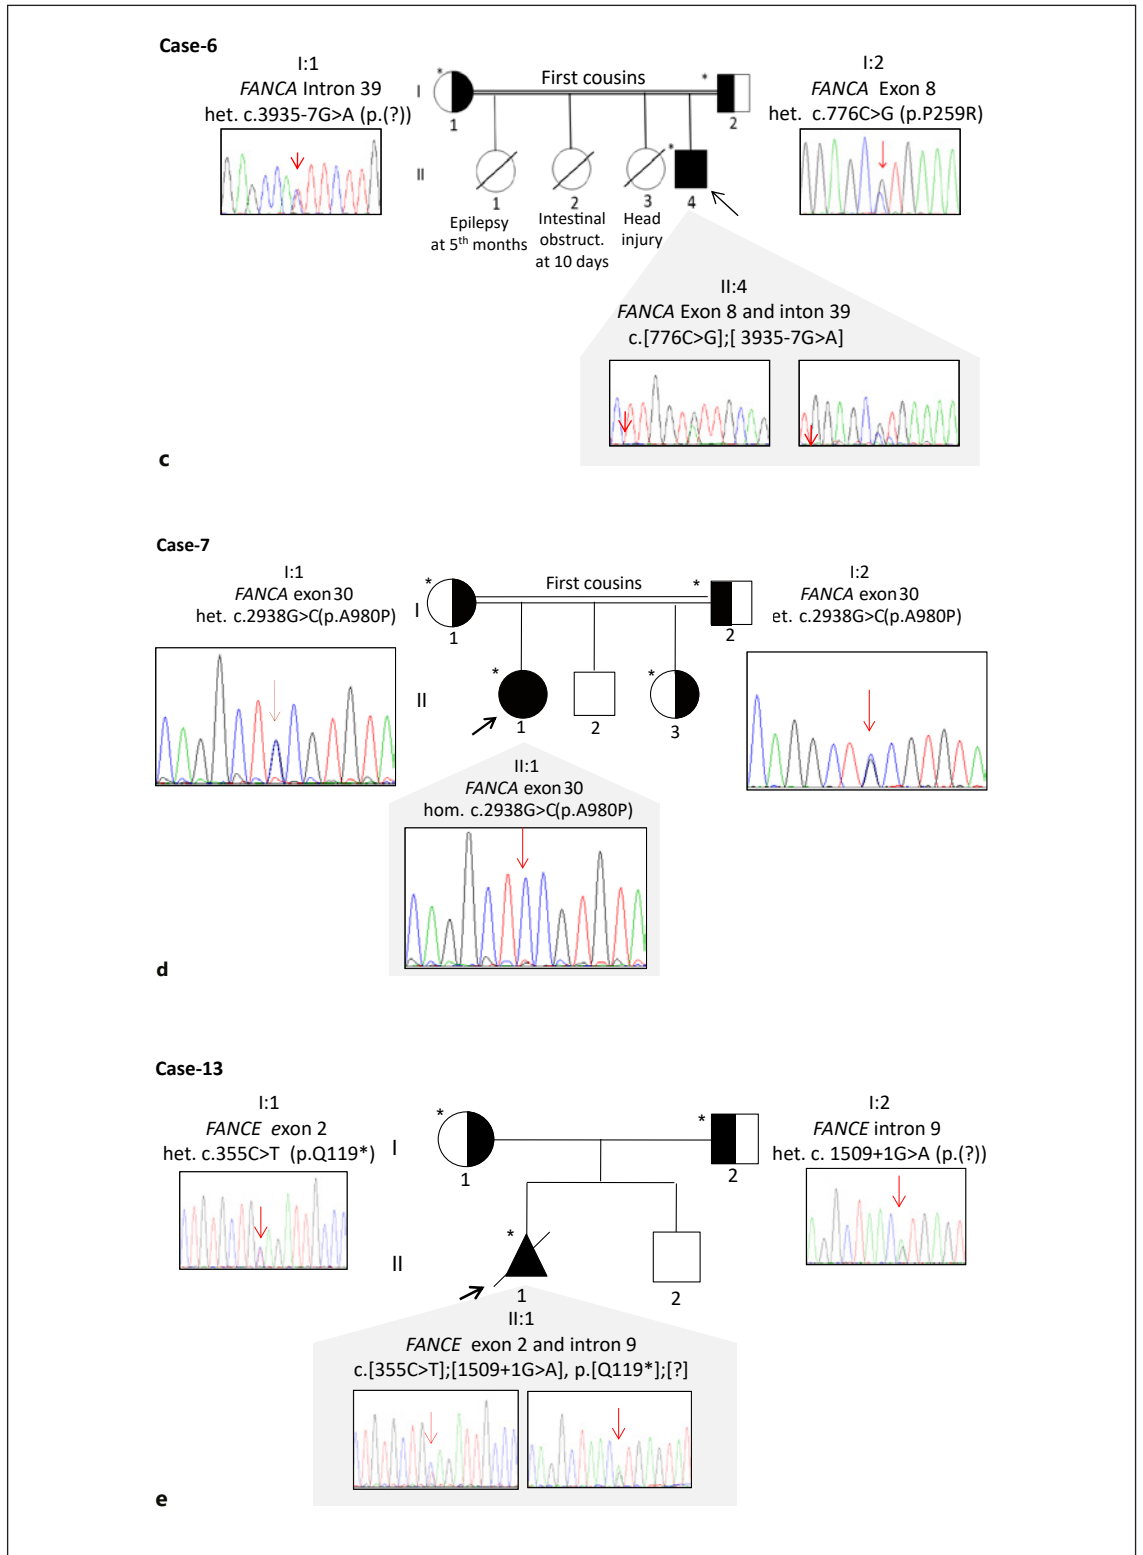 Case-6
I:1
FANCA Intron 39
het. c.3935-7G>A (p.(?))
I:2
FANCA Exon 8
het. c.776C>G (p.P259R)
* First cousins *
I
1 2
*
II
1 2 3 4
Epilepsy
at 5th months
Intestinal
obstruct.
at 10 days
Head
injury
II:4
FANCA Exon 8 and inton 39
c.[776C>G];[ 3935-7G>A]
c
Case-7
I:1
FANCA exon 30
het. c.2938G>C(p.A980P)
I:2
FANCA exon 30
et. c.2938G>C(p.A980P)
* First cousins *
I
1 2
* *
II
1 2 3
II:1
FANCA exon 30
hom. c.2938G>C(p.A980P)
d
Case-13
I:1
FANCE exon 2
het. c.355C>T (p.Q119*)
I:2
FANCE intron 9
het. c. 1509+1G>A (p.(?))
* *
I
1 2
*
II
1 2
II:1
FANCE exon 2 and intron 9
c.[355C>T];[1509+1G>A], p.[Q119*];[?]
e